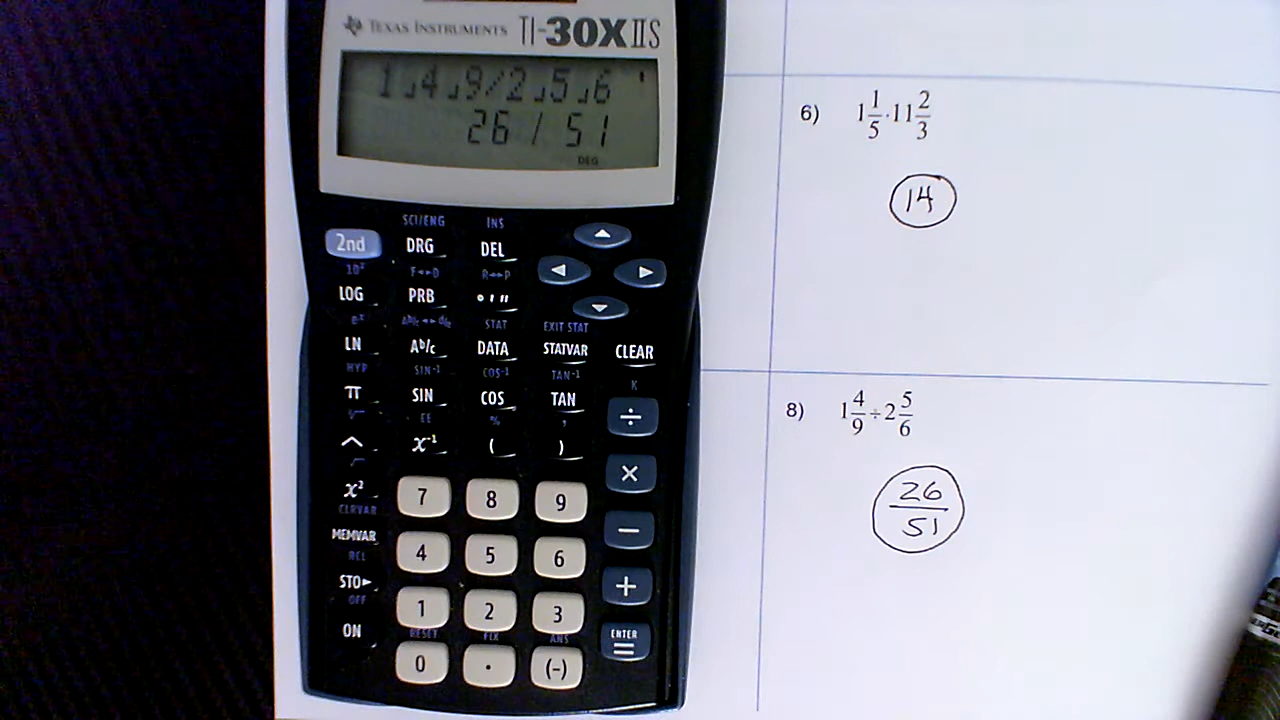 TEXAS INSTRUMENTS TI-30X IIS
1⌟4⌟9/2⌟5⌟6
26 / 51
DEG
SCI/ENG INS
2nd DRG DEL
10ˣ F◄►D R◄►P
LOG PRB ° ' "
eˣ Ab/c◄►d/e STAT EXIT STAT
LN Ab/c DATA STATVAR CLEAR
HYP SIN⁻¹ COS⁻¹ TAN⁻¹ K
π SIN COS TAN ÷
EE % ,
^ x⁻¹ ( )
√
x² 7 8 9 ×
CLRVAR
MEMVAR 4 5 6 −
RCL
STO► 1 2 3 +
OFF
ON RESET FIX ANS ENTER =
0 . (−)
6) 1 1/5 · 11 2/3
14
8) 1 4/9 ÷ 2 5/6
26/51